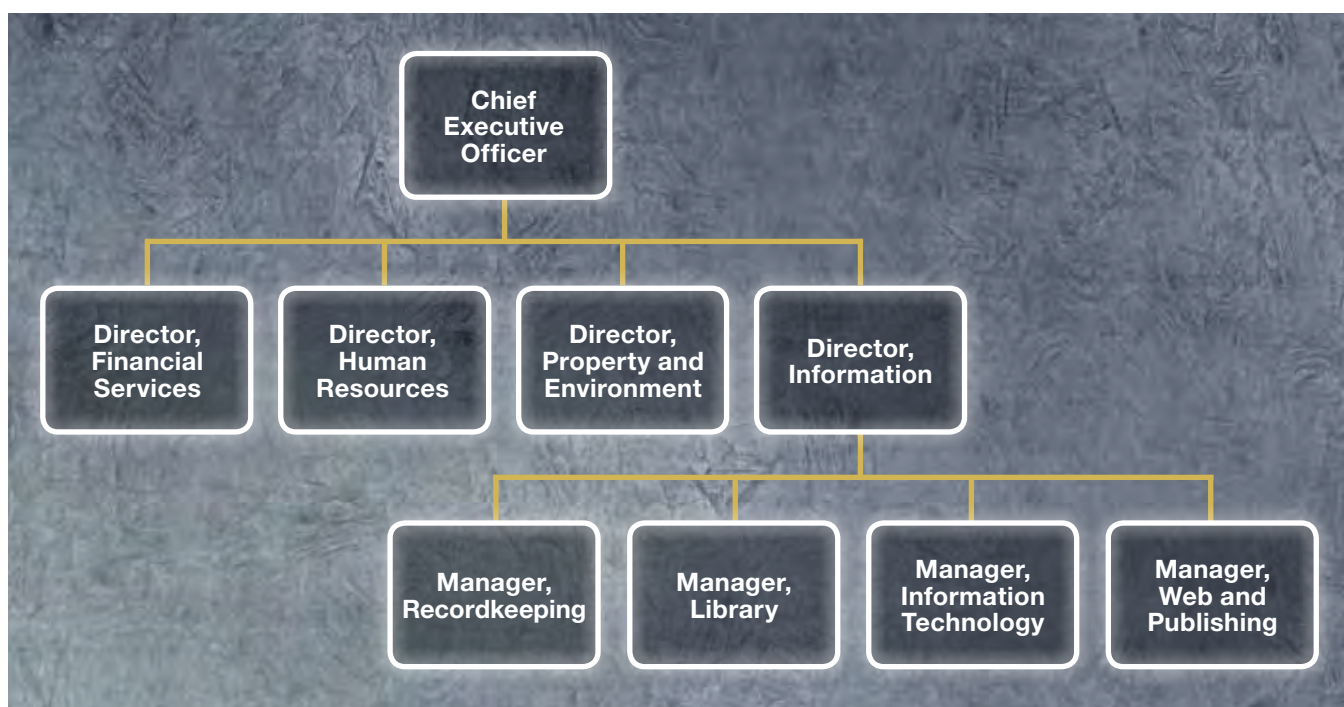 Chief
Executive
Officer
Director,
Financial
Services
Director,
Human
Resources
Director,
Property and
Environment
Director,
Information
Manager,
Recordkeeping
Manager,
Library
Manager,
Information
Technology
Manager,
Web and
Publishing